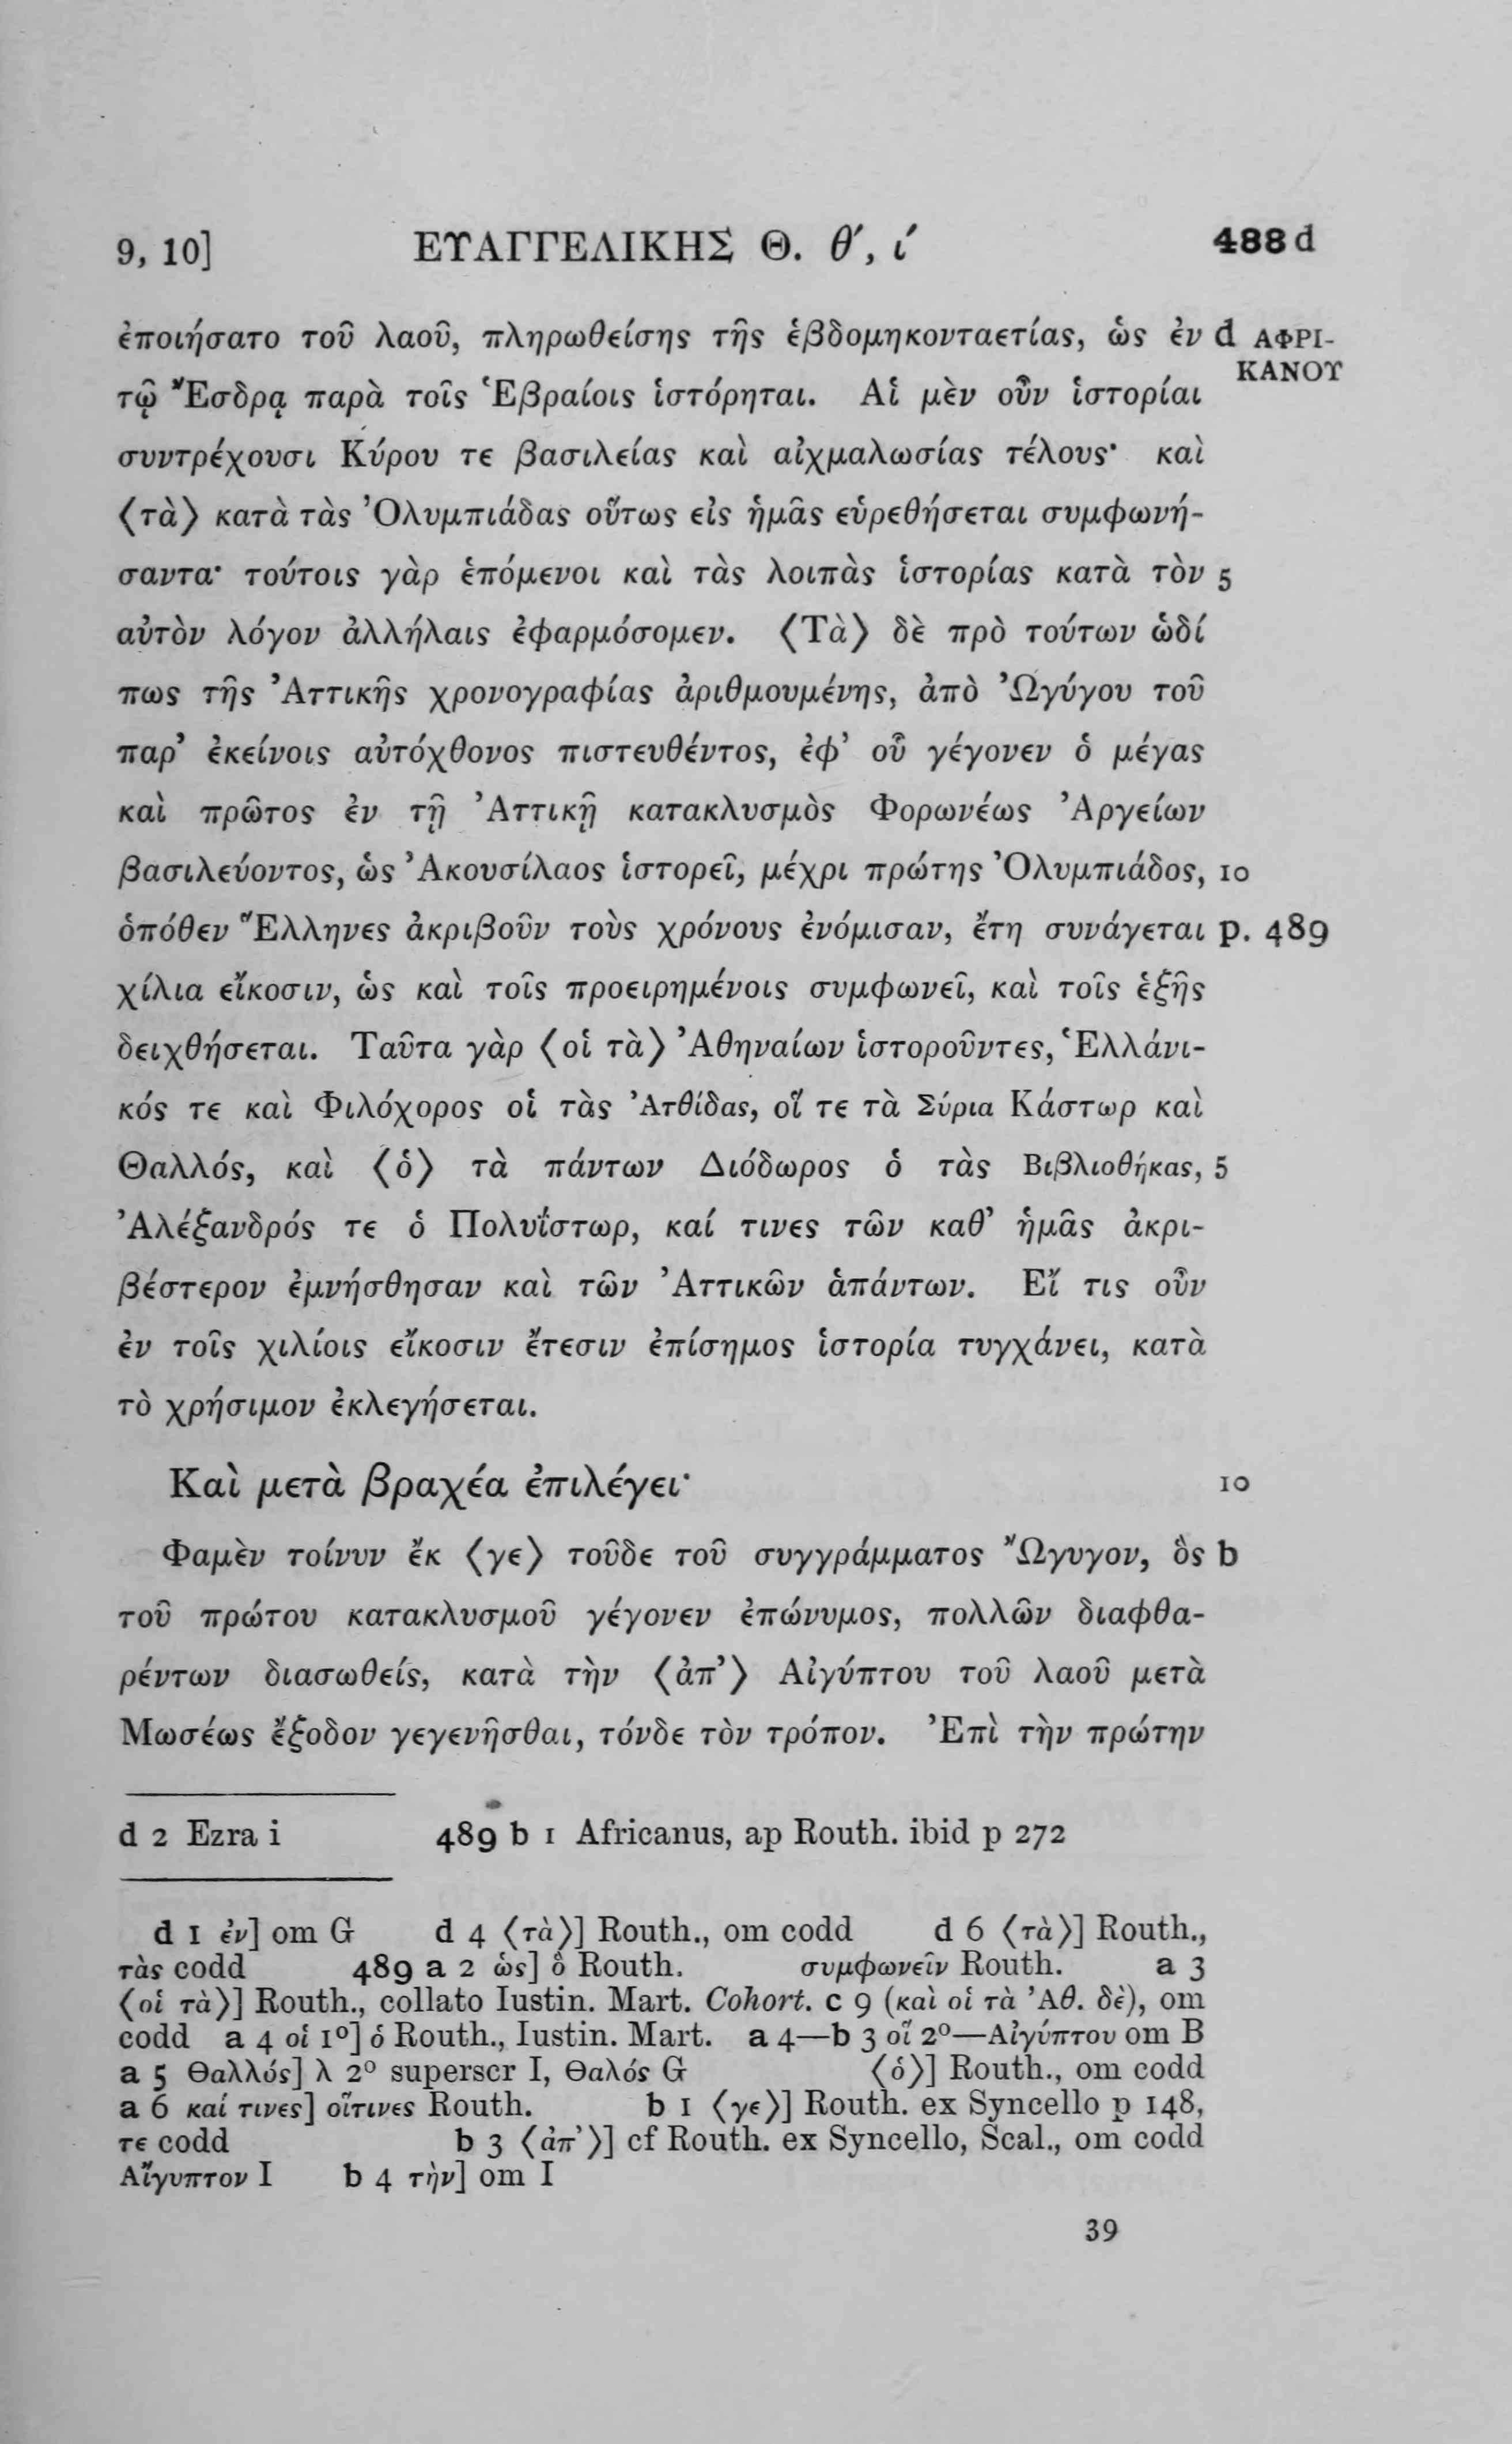 9, 10] ΕΥΑΓΓΕΛΙΚΗΣ Θ. θ´, ι´ 488 d
ἐποιήσατο τοῦ λαοῦ, πληρωθείσης τῆς ἑβδομηκονταετίας, ὡς ἐν d ΑΦΡΙ-
τῷ Ἔσδρᾳ παρὰ τοῖς Ἑβραίοις ἱστόρηται. Αἱ μὲν οὖν ἱστορίαι ΚΑΝΟΥ
συντρέχουσι Κύρου τε βασιλείας καὶ αἰχμαλωσίας τέλους· καὶ
⟨τὰ⟩ κατὰ τὰς Ὀλυμπιάδας οὕτως εἰς ἡμᾶς εὑρεθήσεται συμφωνή-
σαντα· τούτοις γὰρ ἑπόμενοι καὶ τὰς λοιπὰς ἱστορίας κατὰ τὸν 5
αὐτὸν λόγον ἀλλήλαις ἐφαρμόσομεν. ⟨Τὰ⟩ δὲ πρὸ τούτων ὡδί
πως τῆς Ἀττικῆς χρονογραφίας ἀριθμουμένης, ἀπὸ Ὠγύγου τοῦ
παρ’ ἐκείνοις αὐτόχθονος πιστευθέντος, ἐφ’ οὗ γέγονεν ὁ μέγας
καὶ πρῶτος ἐν τῇ Ἀττικῇ κατακλυσμὸς Φορωνέως Ἀργείων
βασιλεύοντος, ὡς Ἀκουσίλαος ἱστορεῖ, μέχρι πρώτης Ὀλυμπιάδος, 10
ὁπόθεν Ἕλληνες ἀκριβοῦν τοὺς χρόνους ἐνόμισαν, ἔτη συνάγεται p. 489
χίλια εἴκοσιν, ὡς καὶ τοῖς προειρημένοις συμφωνεῖ, καὶ τοῖς ἑξῆς
δειχθήσεται. Ταῦτα γὰρ ⟨οἱ τὰ⟩ Ἀθηναίων ἱστοροῦντες, Ἑλλάνι-
κός τε καὶ Φιλόχορος οἱ τὰς Ἀτθίδας, οἵ τε τὰ Σύρια Κάστωρ καὶ
Θαλλός, καὶ ⟨ὁ⟩ τὰ πάντων Διόδωρος ὁ τὰς Βιβλιοθήκας, 5
Ἀλέξανδρός τε ὁ Πολυΐστωρ, καί τινες τῶν καθ’ ἡμᾶς ἀκρι-
βέστερον ἐμνήσθησαν καὶ τῶν Ἀττικῶν ἁπάντων. Εἴ τις οὖν
ἐν τοῖς χιλίοις εἴκοσιν ἔτεσιν ἐπίσημος ἱστορία τυγχάνει, κατὰ
τὸ χρήσιμον ἐκλεγήσεται.
Καὶ μετὰ βραχέα ἐπιλέγει· 10
Φαμὲν τοίνυν ἔκ ⟨γε⟩ τοῦδε τοῦ συγγράμματος Ὤγυγον, ὃς b
τοῦ πρώτου κατακλυσμοῦ γέγονεν ἐπώνυμος, πολλῶν διαφθα-
ρέντων διασωθείς, κατὰ τὴν ⟨ἀπ’⟩ Αἰγύπτου τοῦ λαοῦ μετὰ
Μωσέως ἔξοδον γεγενῆσθαι, τόνδε τὸν τρόπον. Ἐπὶ τὴν πρώτην
d 2 Ezra i 489 b 1 Africanus, ap Routh. ibid p 272
d 1 ἐν] om G d 4 ⟨τὰ⟩] Routh., om codd d 6 ⟨τὰ⟩] Routh.,
τὰς codd 489 a 2 ὡς] ὃ Routh. συμφωνεῖν Routh. a 3
⟨οἱ τὰ⟩] Routh., collato Iustin. Mart. Cohort. c 9 (καὶ οἱ τὰ Ἀθ. δὲ), om
codd a 4 οἱ 1º] ὁ Routh., Iustin. Mart. a 4—b 3 οἵ 2º—Αἰγύπτου om B
a 5 Θαλλός] λ 2º superscr I, Θαλός G ⟨ὁ⟩] Routh., om codd
a 6 καί τινες] οἵτινες Routh. b 1 ⟨γε⟩] Routh. ex Syncello p 148,
τε codd b 3 ⟨ἀπ’⟩] cf Routh. ex Syncello, Scal., om codd
Αἴγυπτον I b 4 τὴν] om I
39